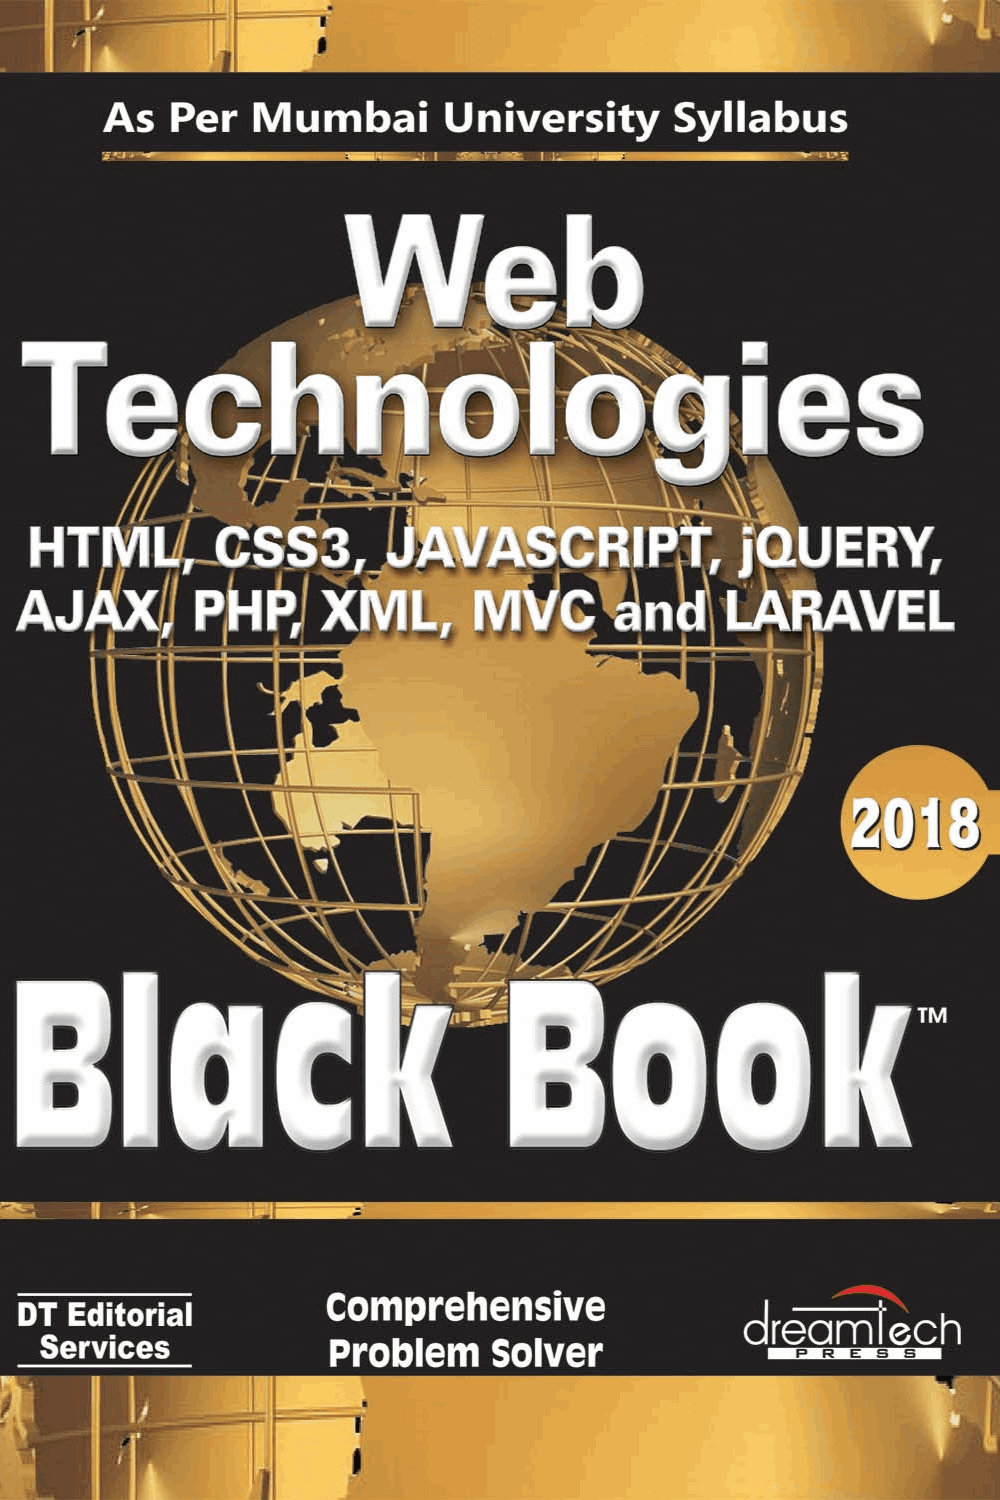 As Per Mumbai University Syllabus
Web
Technologies
HTML, CSS3, JAVASCRIPT, jQUERY,
AJAX, PHP, XML, MVC and LARAVEL
2018
Black Book™
DT Editorial
Services
Comprehensive
Problem Solver
dreamtech
PRESS